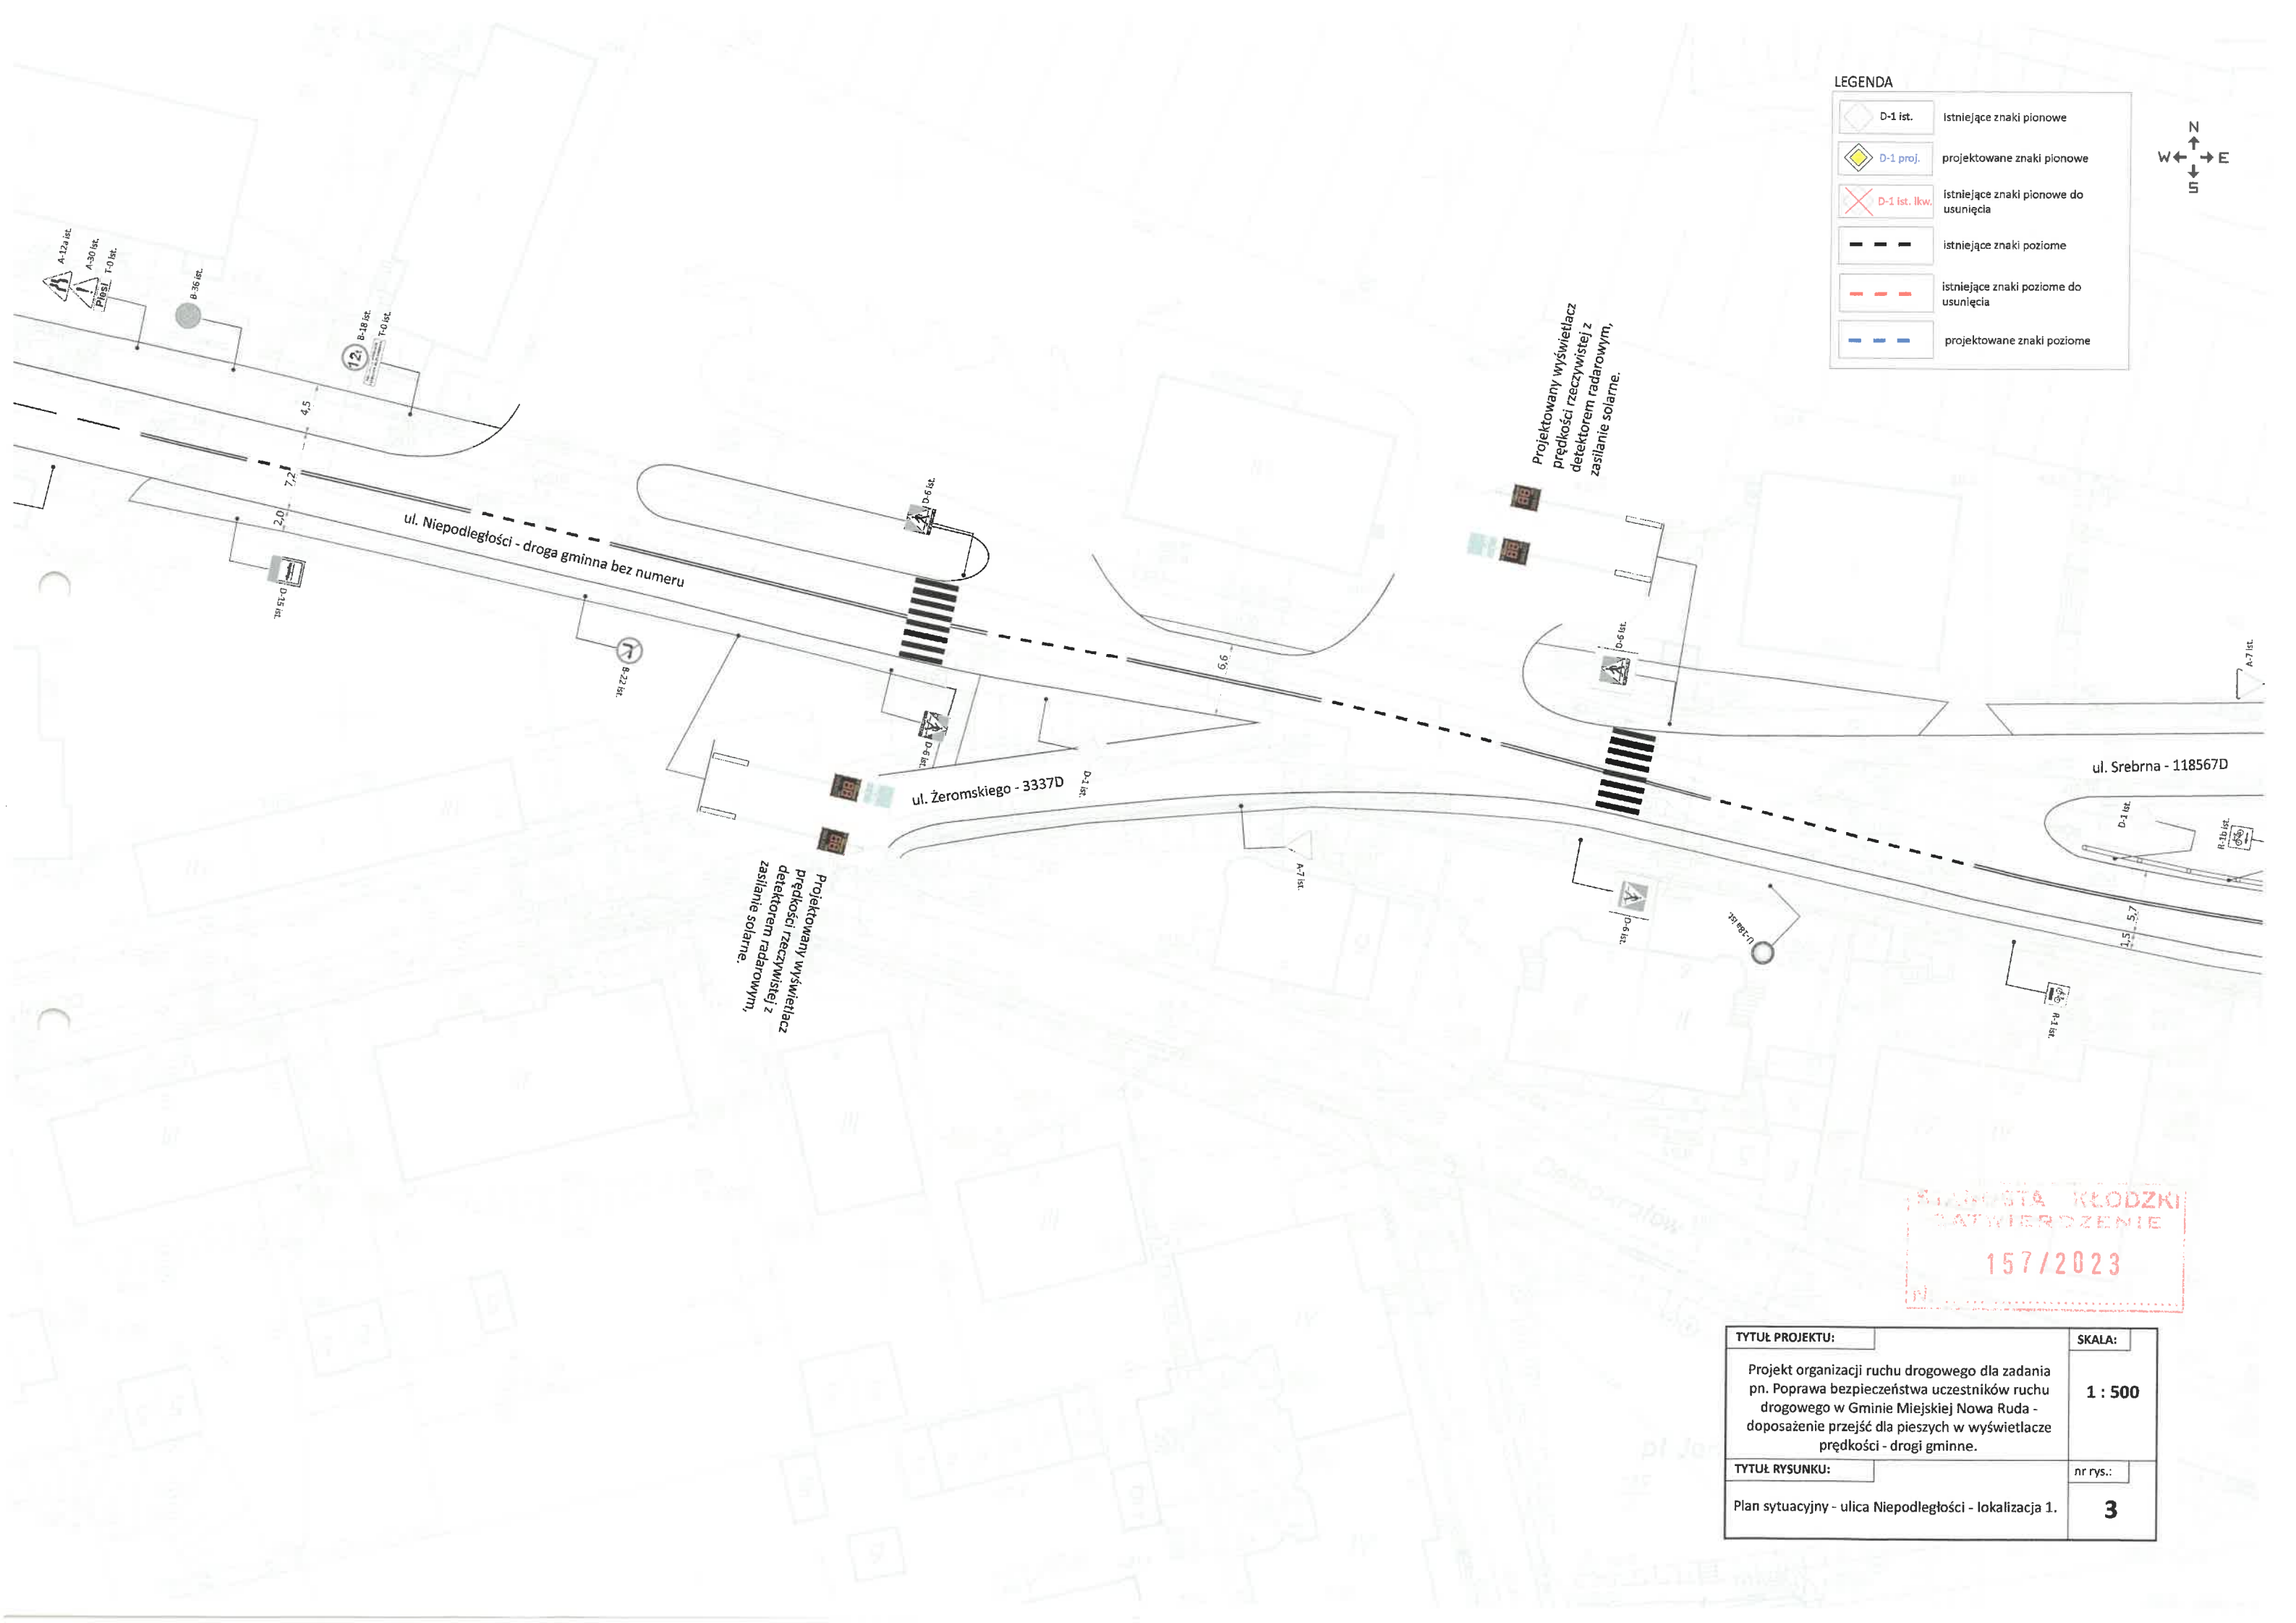 LEGENDA
D-1 ist.
istniejące znaki pionowe
D-1 proj.
projektowane znaki pionowe
D-1 ist. lkw.
istniejące znaki pionowe do
usunięcia
istniejące znaki poziome
istniejące znaki poziome do
usunięcia
projektowane znaki poziome
N
W
E
S
A-12a ist.
A-30 ist.
T-0 ist.
Piesi
B-36 ist.
12t
B-18 ist.
T-0 ist.
4,5
7,2
2,0
ul. Niepodległości - droga gminna bez numeru
D-15 ist.
B-22 ist.
D-6 ist.
D-6 ist.
6,6
Projektowany wyświetlacz
prędkości rzeczywistej z
detektorem radarowym,
zasilanie solarne.
D-6 ist.
A-7 ist.
ul. Srebrna - 118567D
D-1 ist.
R-1b ist.
ul. Żeromskiego - 3337D
D-1 ist.
A-7 ist.
Projektowany wyświetlacz
prędkości rzeczywistej z
detektorem radarowym,
zasilanie solarne.
D-6 ist.
U-18a ist.
5,7
1,5
R-1 ist.
Demokratów
STAROSTA KŁODZKI
ZATWIERDZENIE
157/2023
TYTUŁ PROJEKTU:
SKALA:
Projekt organizacji ruchu drogowego dla zadania
pn. Poprawa bezpieczeństwa uczestników ruchu
drogowego w Gminie Miejskiej Nowa Ruda -
doposażenie przejść dla pieszych w wyświetlacze
prędkości - drogi gminne.
1 : 500
TYTUŁ RYSUNKU:
nr rys.:
Plan sytuacyjny - ulica Niepodległości - lokalizacja 1.
3